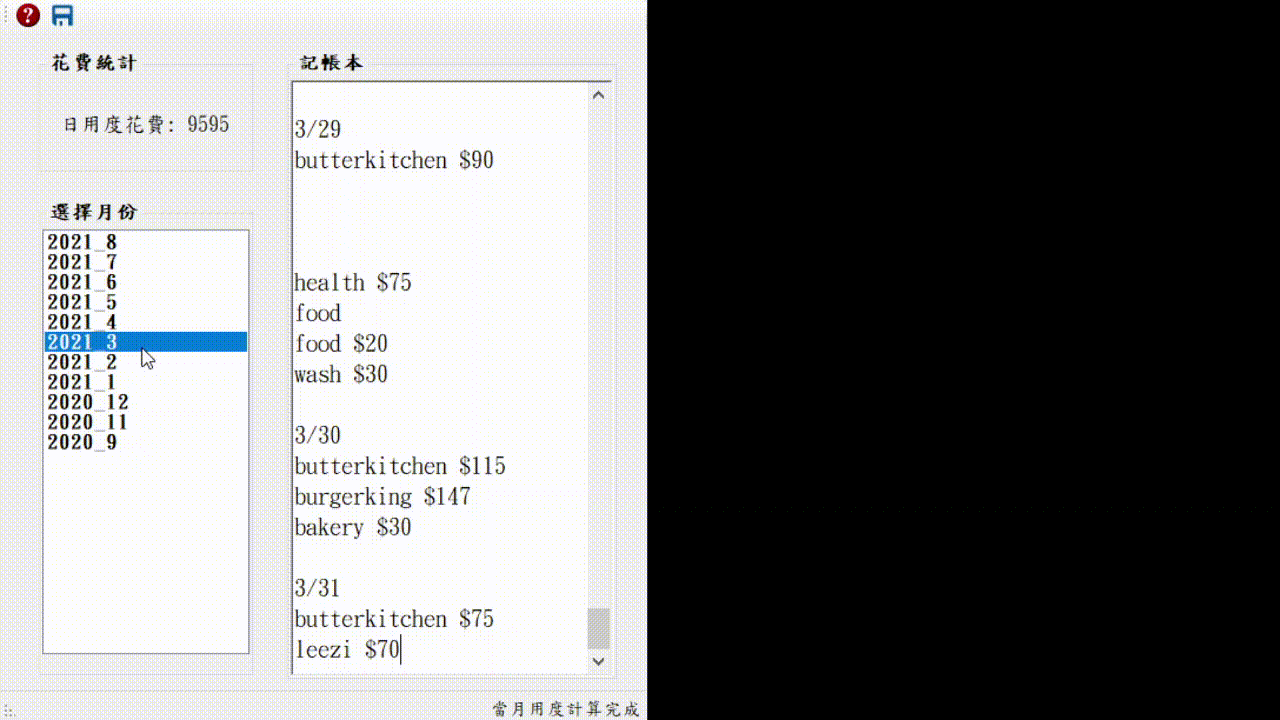 ?
花費統計
日用度花費: 9595
選擇月份
2021_8
2021_7
2021_6
2021_5
2021_4
2021_3
2021_2
2021_1
2020_12
2020_11
2020_9
記帳本
3/29
butterkitchen $90
health $75
food
food $20
wash $30
3/30
butterkitchen $115
burgerking $147
bakery $30
3/31
butterkitchen $75
leezi $70
當月用度計算完成